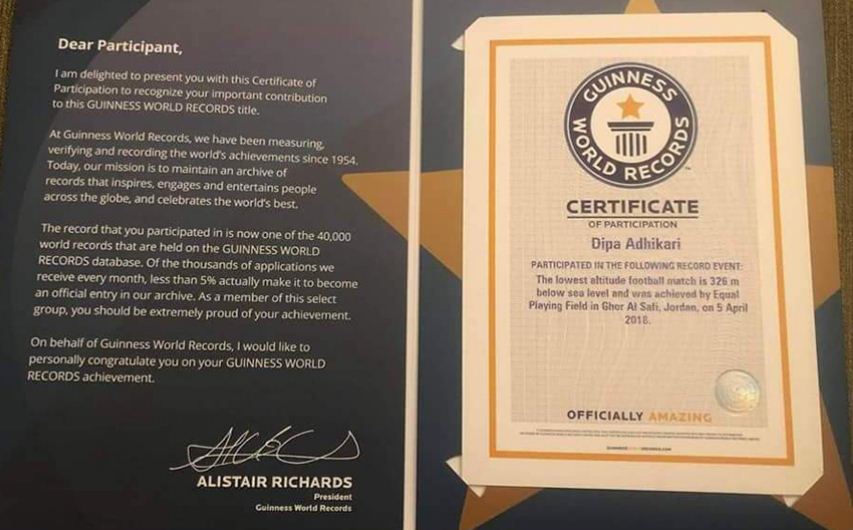 Dear Participant,
I am delighted to present you with this Certificate of
Participation to recognize your important contribution
to this GUINNESS WORLD RECORDS title.
At Guinness World Records, we have been measuring,
verifying and recording the world's achievements since 1954.
Today, our mission is to maintain an archive of
records that inspires, engages and entertains people
across the globe, and celebrates the world's best.
The record that you participated in is now one of the 40,000
world records that are held on the GUINNESS WORLD
RECORDS database. Of the thousands of applications we
receive every month, less than 5% actually make it to become
an official entry in our archive. As a member of this select
group, you should be extremely proud of your achievement.
On behalf of Guinness World Records, I would like to
personally congratulate you on your GUINNESS WORLD
RECORDS achievement.
ALISTAIR RICHARDS
President
Guinness World Records
GUINNESS
WORLD RECORDS
CERTIFICATE
OF PARTICIPATION
Dipa Adhikari
PARTICIPATED IN THE FOLLOWING RECORD EVENT:
The lowest altitude football match is 326 m
below sea level and was achieved by Equal
Playing Field in Ghor Al Safi, Jordan, on 5 April
2018.
OFFICIALLY AMAZING